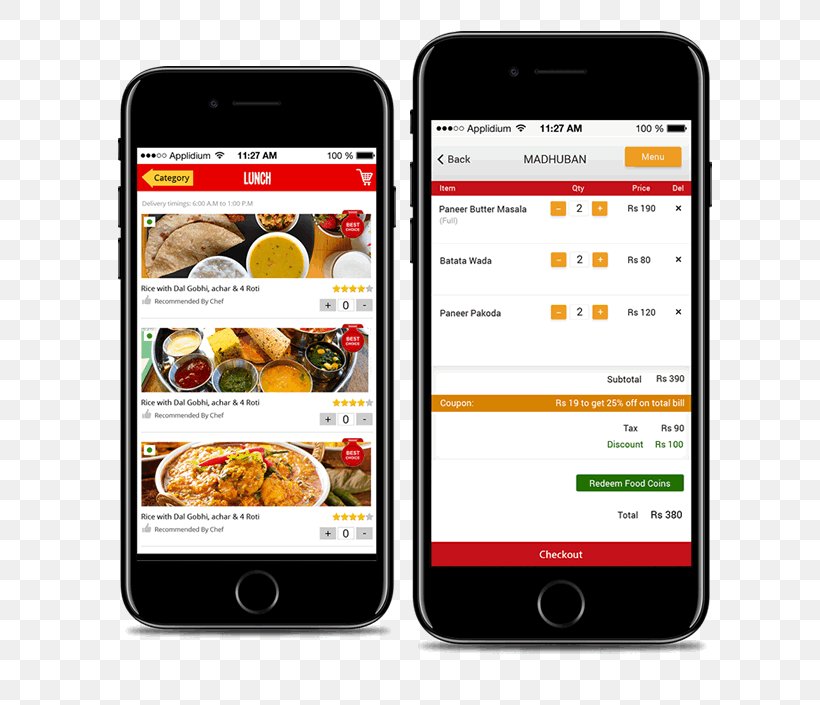 ●●●○○ Applidium 11:27 AM 100 %
Category LUNCH
Delivery timings: 6:00 A.M to 1:00 P.M
BEST CHOICE
Rice with Dal Gobhi, achar & 4 Roti
Recommended By Chef
+ 0 -
BEST CHOICE
Rice with Dal Gobhi, achar & 4 Roti
Recommended By Chef
+ 0 -
BEST CHOICE
Rice with Dal Gobhi, achar & 4 Roti
Recommended By Chef
+ 0 -
●●●○○ Applidium 11:27 AM 100 %
Back MADHUBAN Menu
Item Qty Price Del
Paneer Butter Masala − 2 + Rs 190 ×
(Full)
Batata Wada − 2 + Rs 80 ×
Paneer Pakoda − 2 + Rs 120 ×
Subtotal Rs 390
Coupon: Rs 19 to get 25% off on total bill
Tax Rs 90
Discount Rs 100
Redeem Food Coins
Total Rs 380
Checkout